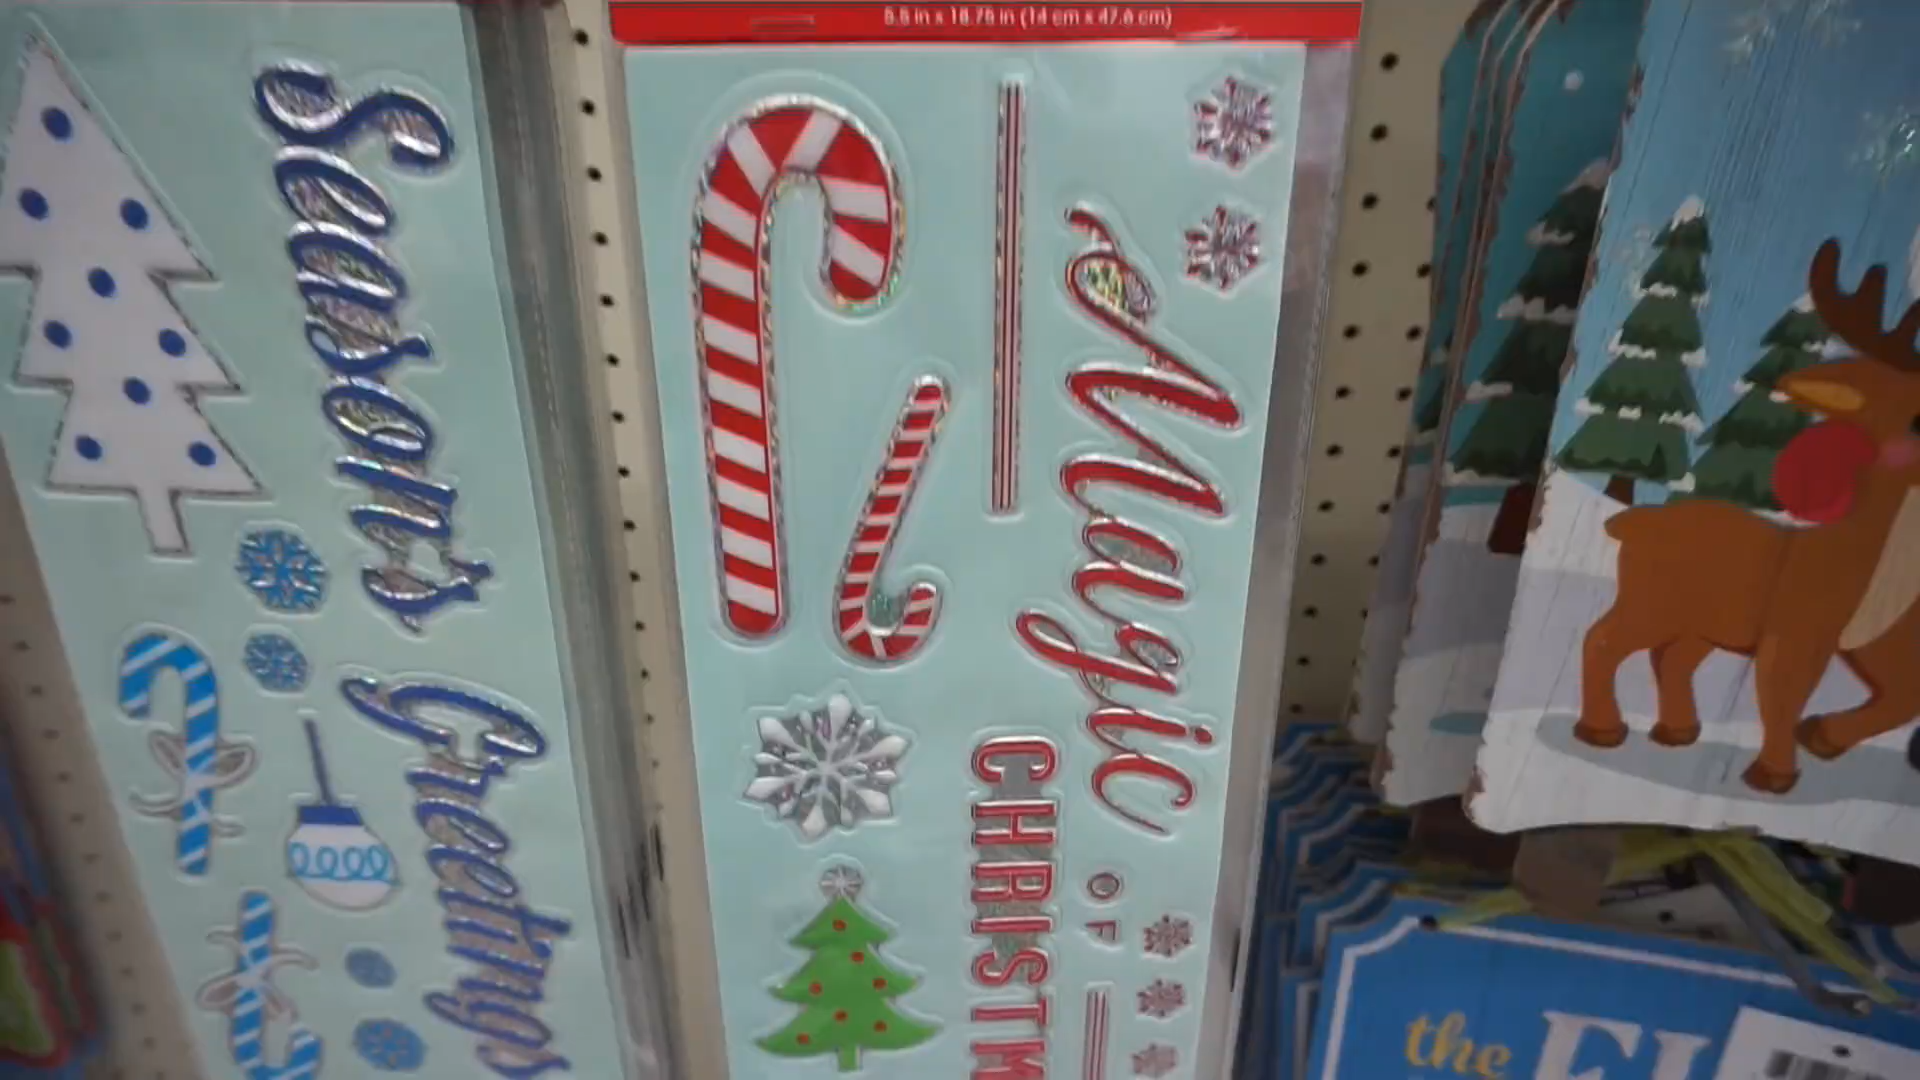 5.5 in x 18.75 in (14 cm x 47.6 cm)
Season's Greetings
Magic
OF
CHRISTM
the